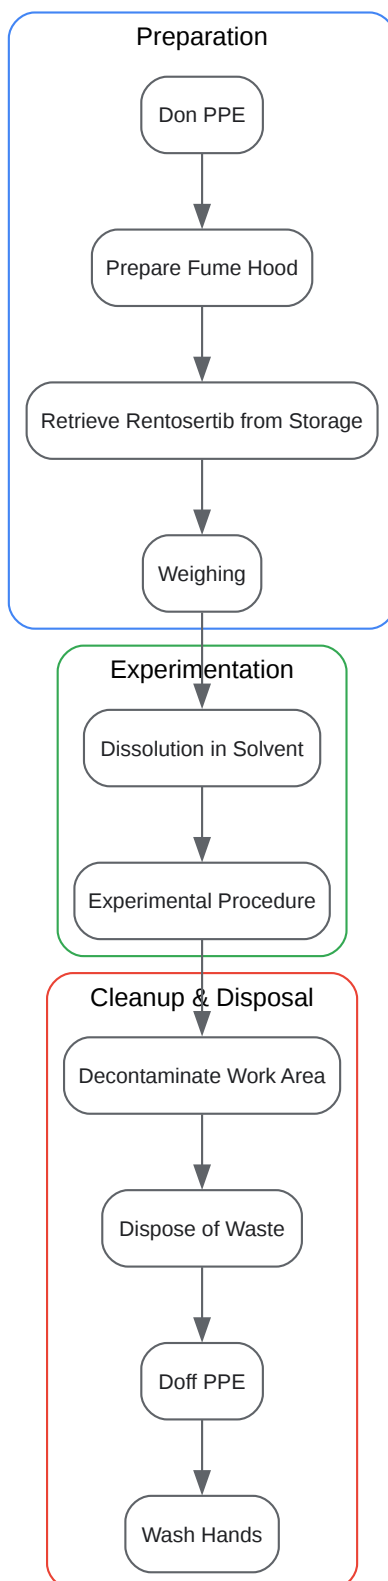 Preparation
Don PPE
Prepare Fume Hood
Retrieve Rentosertib from Storage
Weighing
Experimentation
Dissolution in Solvent
Experimental Procedure
Cleanup & Disposal
Decontaminate Work Area
Dispose of Waste
Doff PPE
Wash Hands